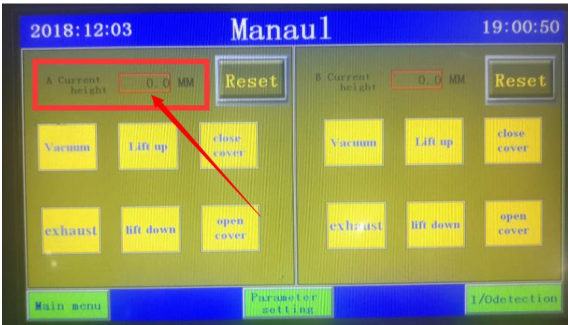 2018:12:03 Manaul 19:00:50
A Current 0.0 MM Reset
height
B Current 0.0 MM Reset
height
Vacuum Lift up close
cover
Vacuum Lift up close
cover
exhaust lift down open
cover
exhaust lift down open
cover
Main menu Parameter
setting I/Odetection